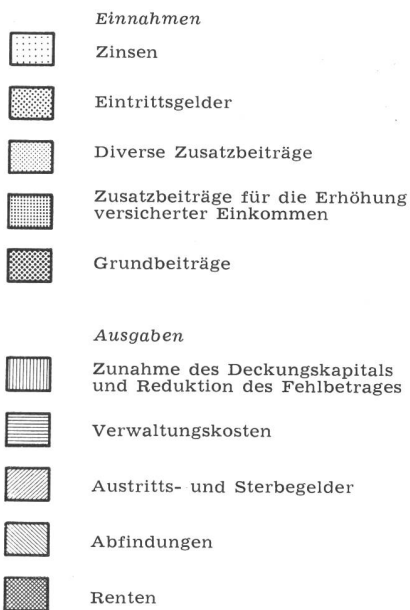 Einnahmen
Zinsen
Eintrittsgelder
Diverse Zusatzbeiträge
Zusatzbeiträge für die Erhöhung
versicherter Einkommen
Grundbeiträge
Ausgaben
Zunahme des Deckungskapitals
und Reduktion des Fehlbetrages
Verwaltungskosten
Austritts- und Sterbegelder
Abfindungen
Renten